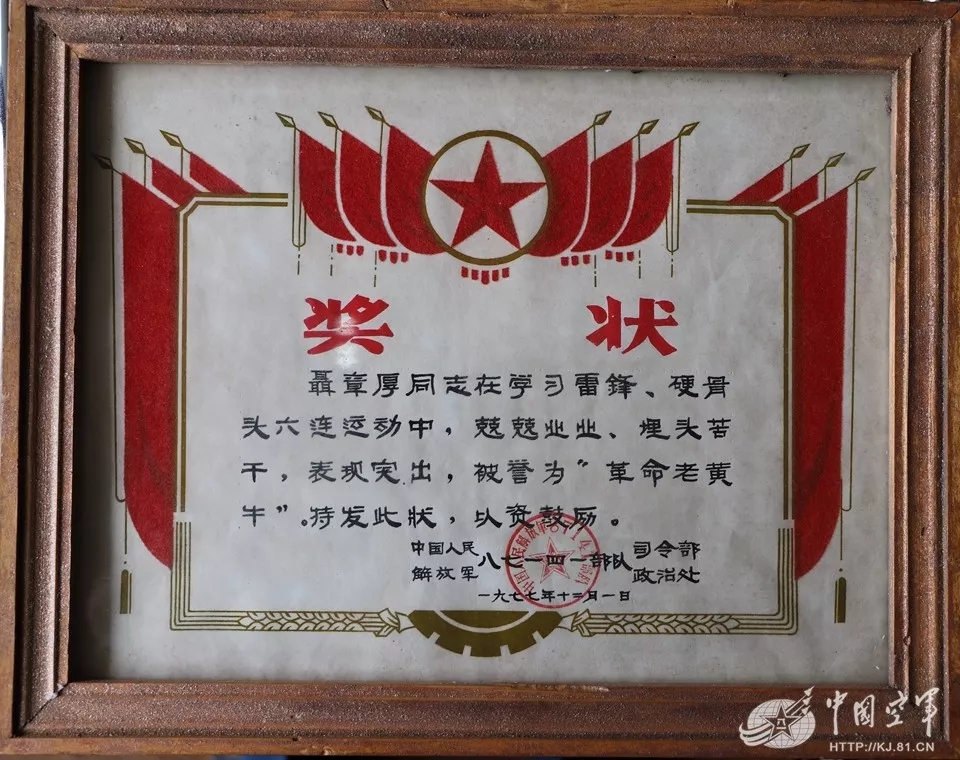 奖 状
聶章厚同志在学习雷鋒、硬骨
头六连运动中，兢兢业业、埋头苦
干，表现突出，被誉为“革命老黄
牛”。特发此状，以资鼓励。
中国人民解放军八七一四一部队司令部政治处
一九七七年十二月一日
中国空軍
HTTP://KJ.81.CN